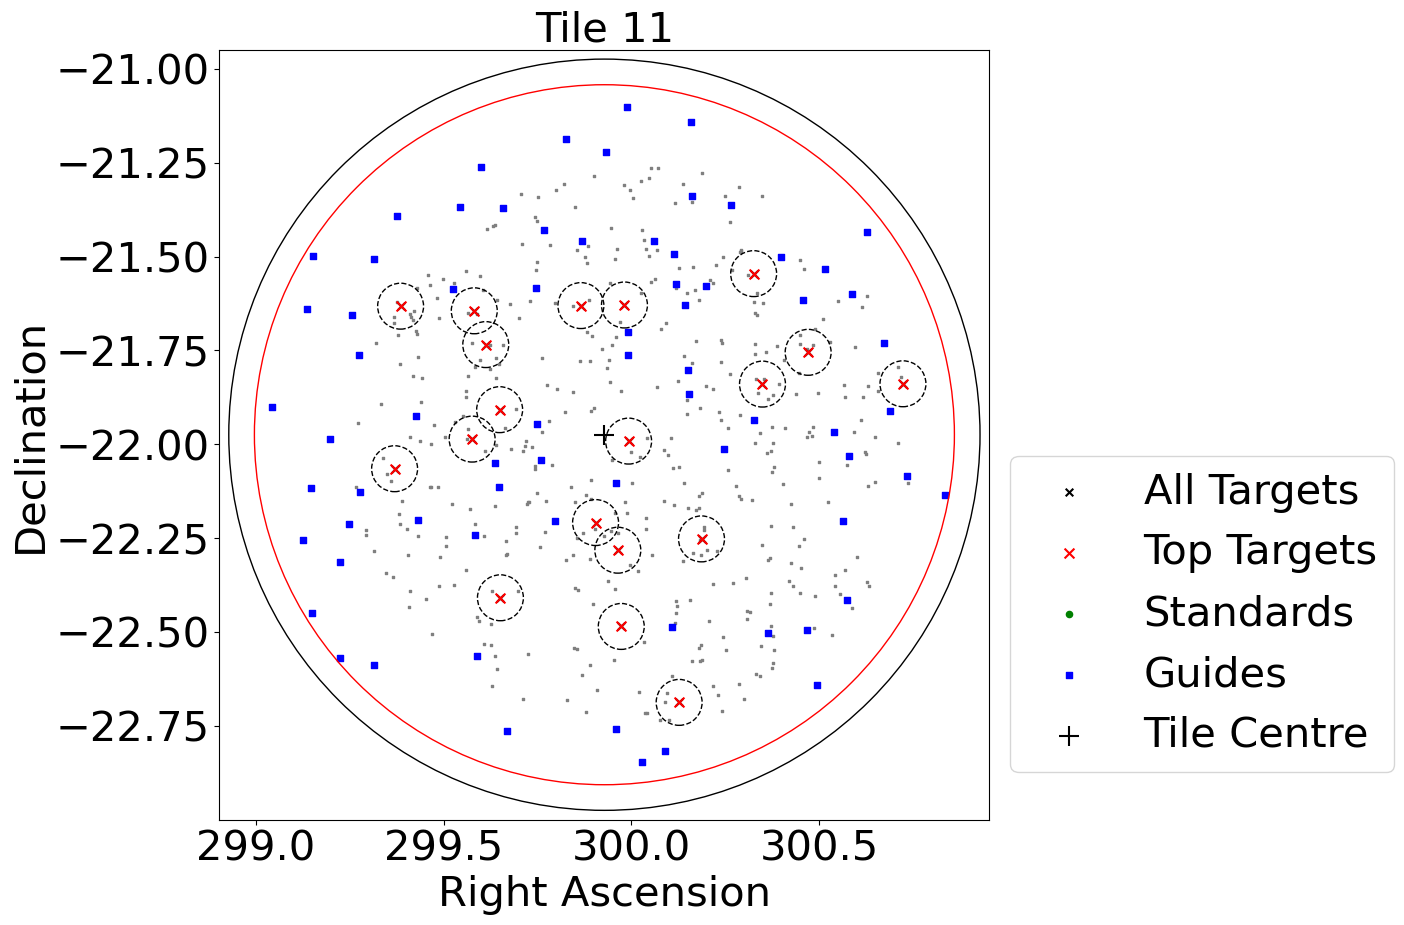 Tile 11
−21.00
−21.25
−21.50
−21.75
−22.00
−22.25
−22.50
−22.75
Declination
299.0 299.5 300.0 300.5
Right Ascension
All Targets
Top Targets
Standards
Guides
Tile Centre